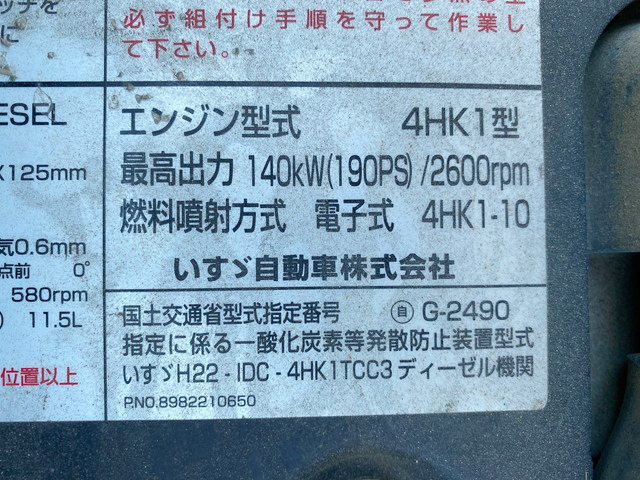 ッチを
に
必ず組付け手順を守って作業し
て下さい。
ESEL
X125mm
気0.6mm
点前 0°
580rpm
) 11.5L
位置以上
エンジン型式 4HK1型
最高出力 140kW(190PS)/2600rpm
燃料噴射方式 電子式 4HK1-10
いすゞ自動車株式会社
国土交通省型式指定番号 ㊂ G-2490
指定に係る一酸化炭素等発散防止装置型式
いすゞH22-IDC-4HK1TCC3ディーゼル機関
P.NO.8982210650